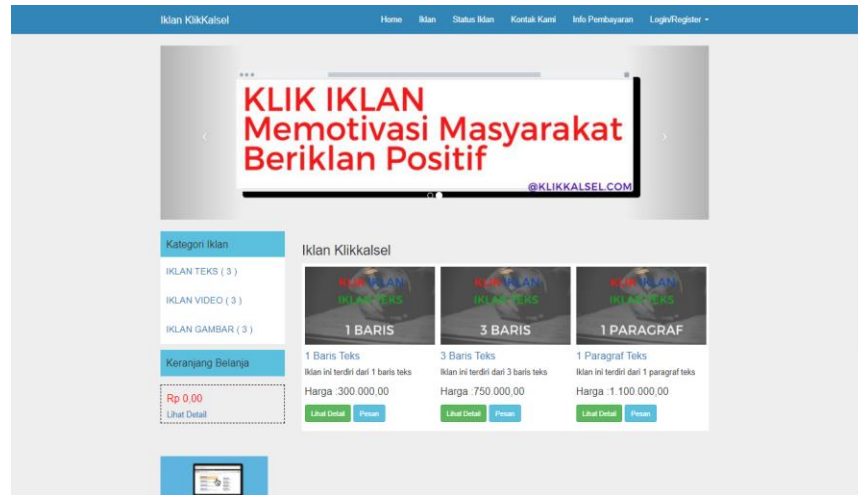 Iklan KlikKalsel
Home Iklan Status Iklan Kontak Kami Info Pembayaran Login/Register
KLIK IKLAN
Memotivasi Masyarakat
Beriklan Positif
@KLIKKALSEL.COM
Kategori Iklan
IKLAN TEKS ( 3 )
IKLAN VIDEO ( 3 )
IKLAN GAMBAR ( 3 )
Keranjang Belanja
Rp 0,00
Lihat Detail
Iklan Klikkalsel
KLIK IKLAN
IKLAN TEKS
1 BARIS
1 Baris Teks
Iklan ini terdiri dari 1 baris teks
Harga :300.000,00
Lihat Detail Pesan
KLIK IKLAN
IKLAN TEKS
3 BARIS
3 Baris Teks
Iklan ini terdiri dari 3 baris teks
Harga :750.000,00
Lihat Detail Pesan
KLIK IKLAN
IKLAN TEKS
1 PARAGRAF
1 Paragraf Teks
Iklan ini terdiri dari 1 paragraf teks
Harga :1.100.000,00
Lihat Detail Pesan